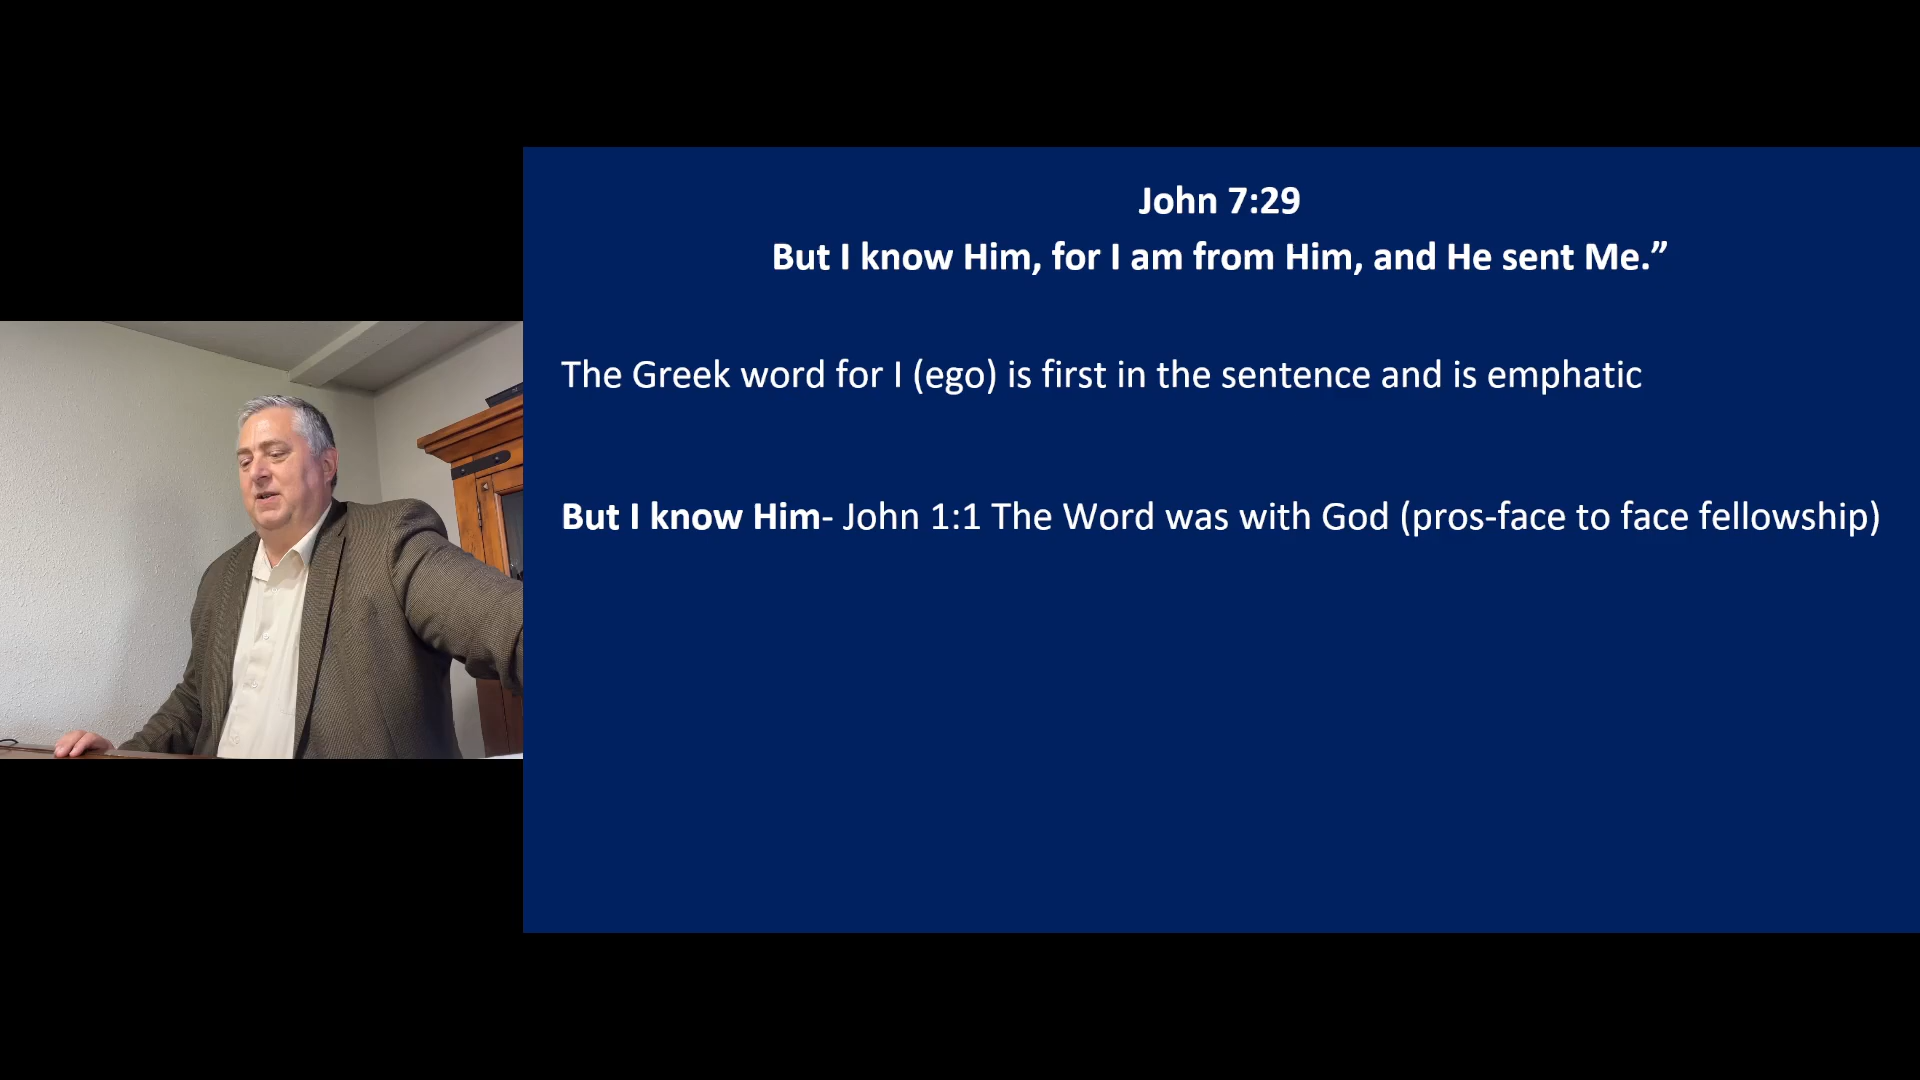 John 7:29
But I know Him, for I am from Him, and He sent Me.”
The Greek word for I (ego) is first in the sentence and is emphatic
But I know Him- John 1:1 The Word was with God (pros-face to face fellowship)